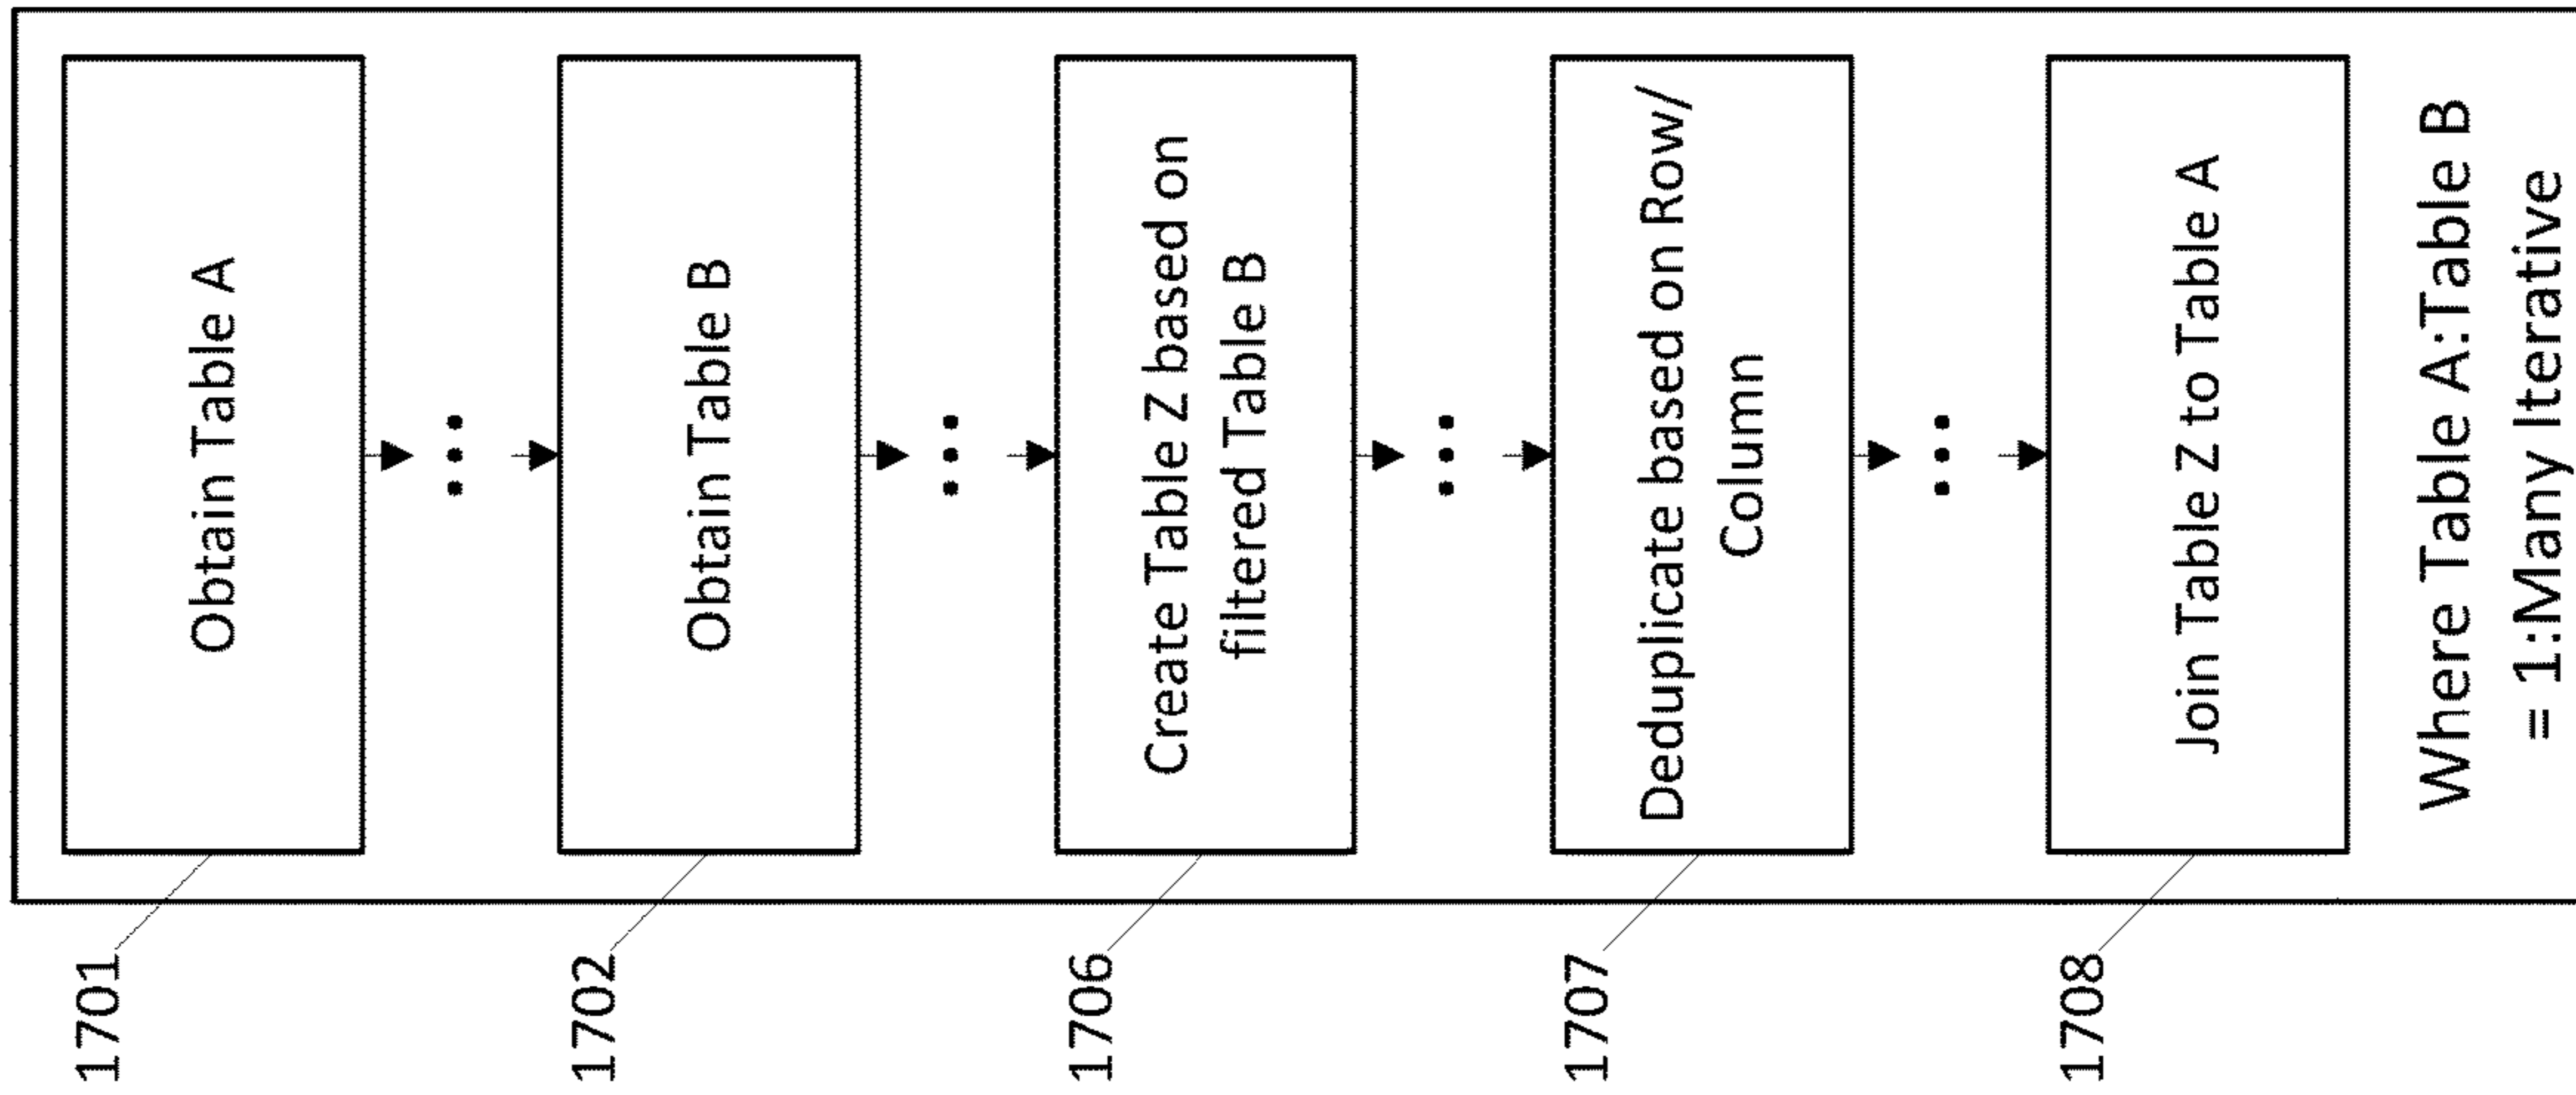 1701
Obtain Table A
1702
Obtain Table B
1706
Create Table Z based on
filtered Table B
1707
Deduplicate based on Row/
Column
1708
Join Table Z to Table A
Where Table A:Table B
= 1:Many Iterative